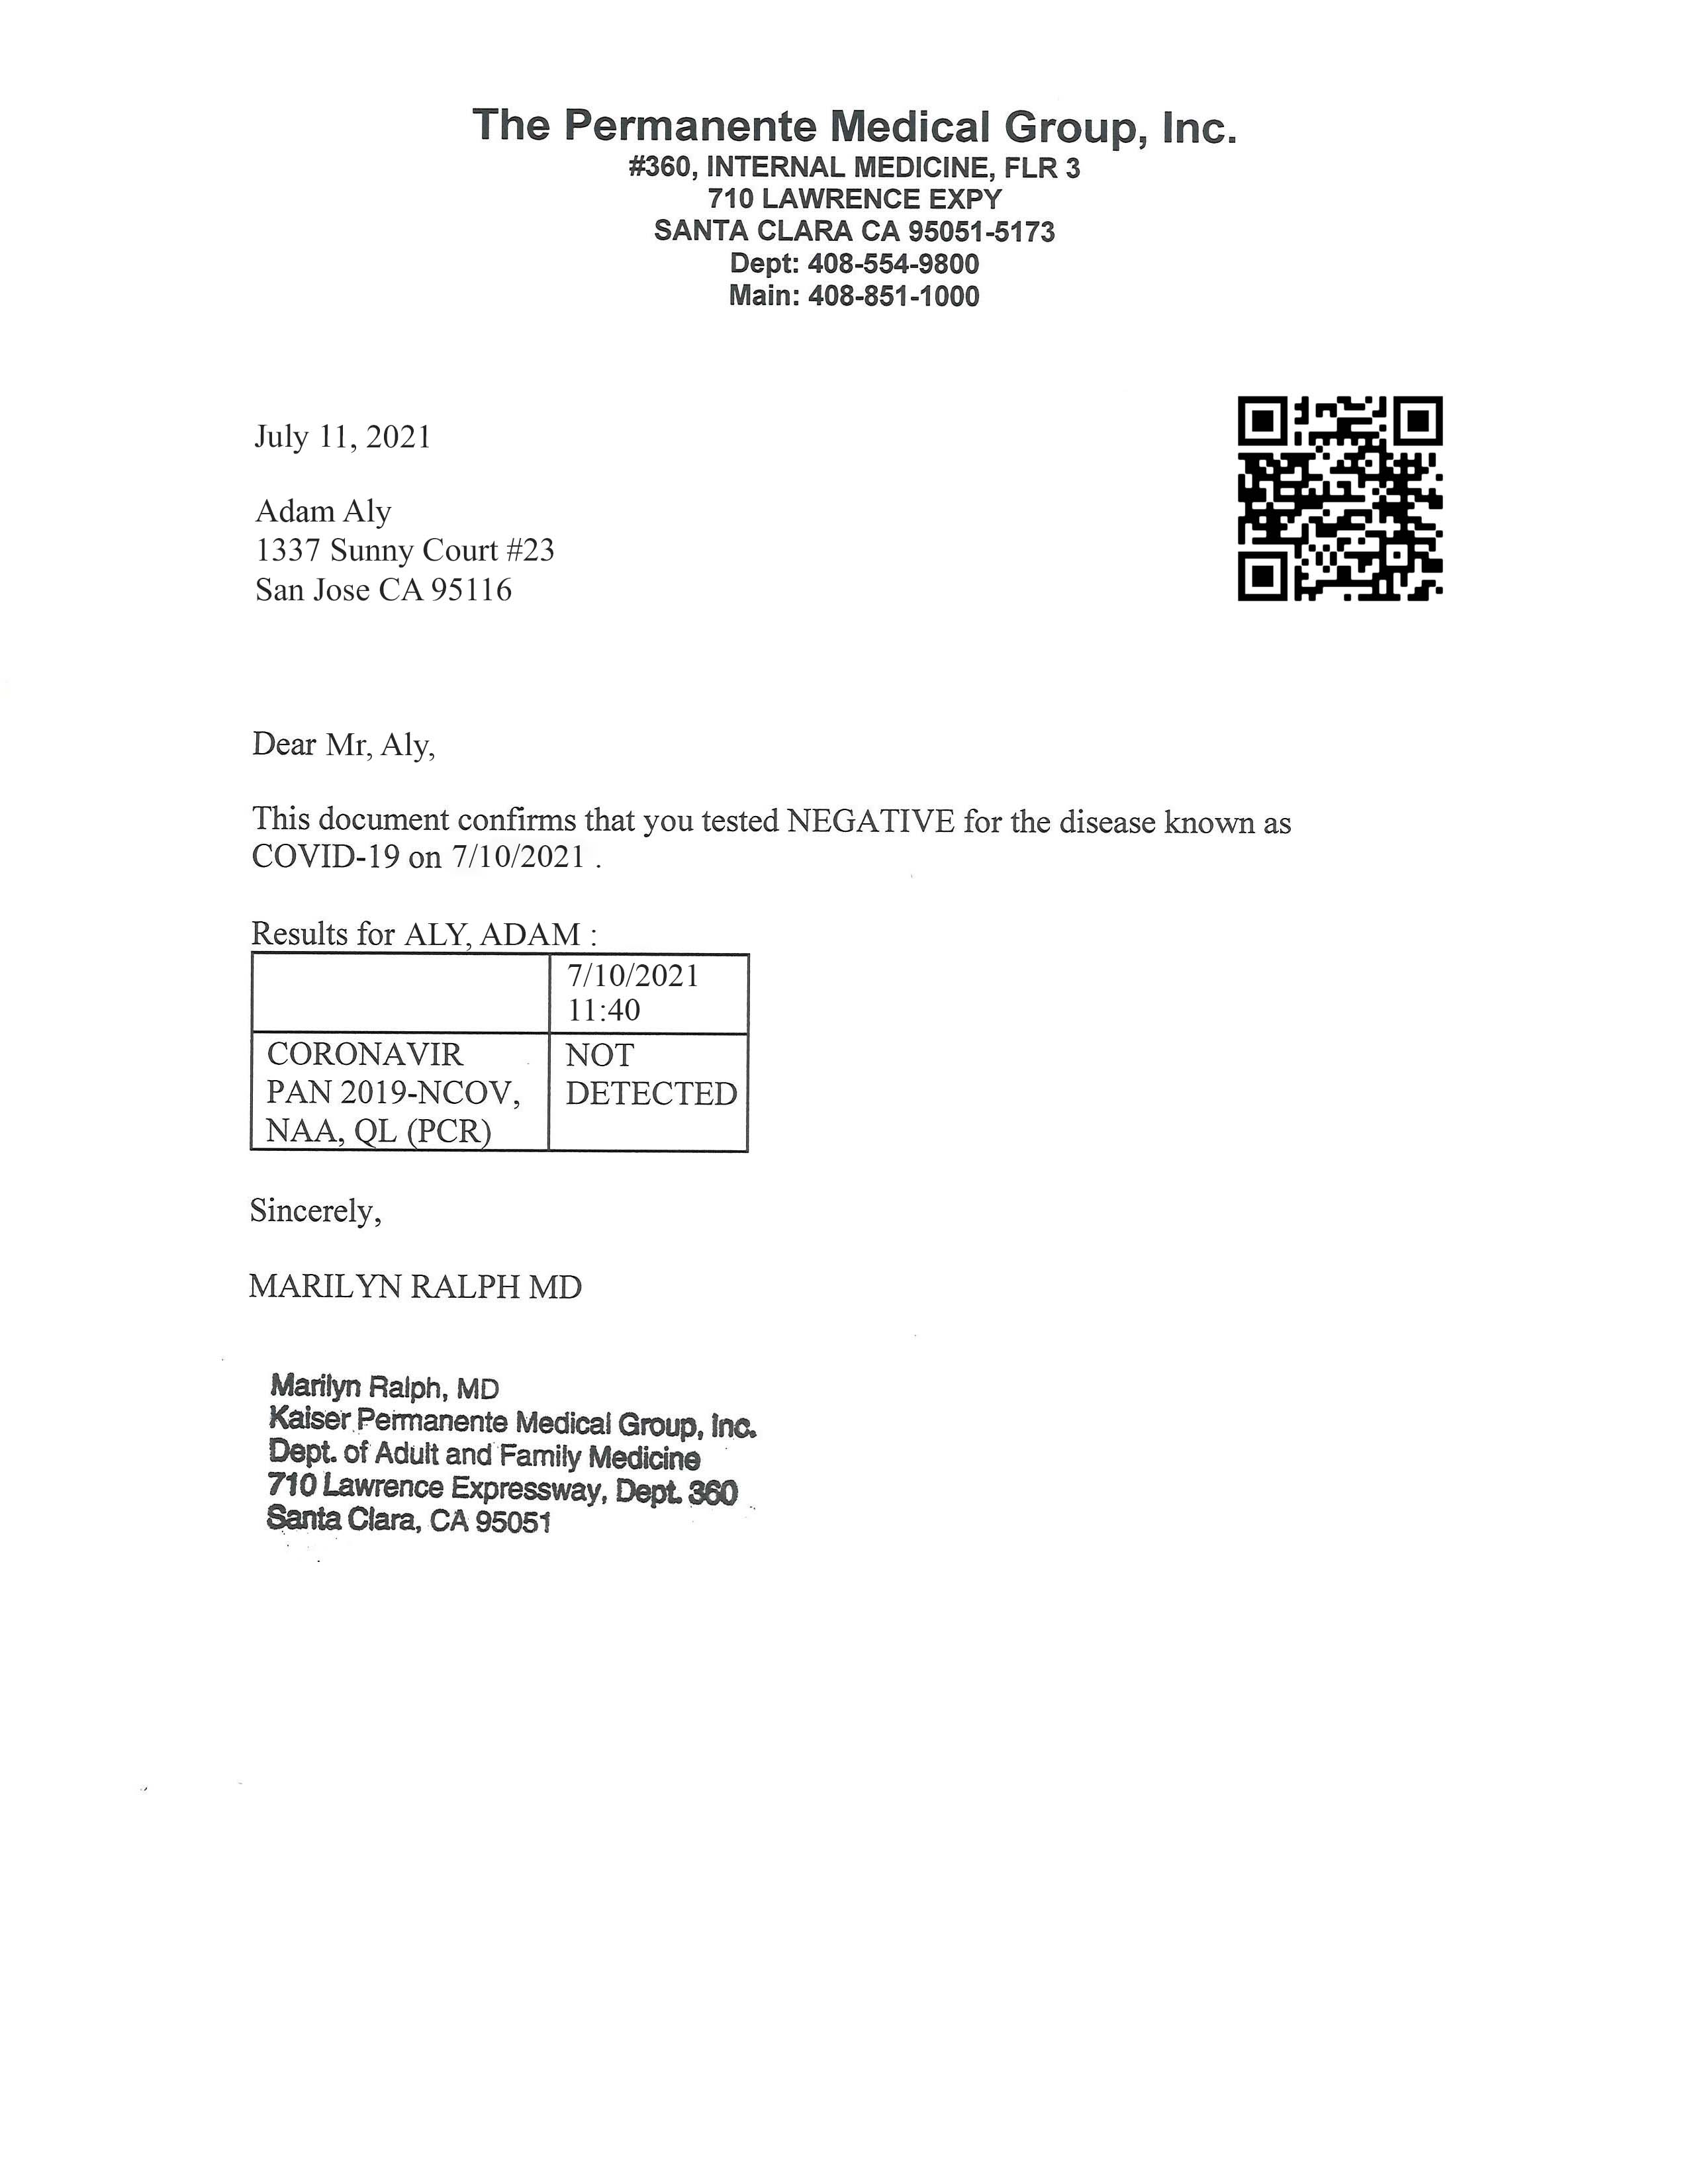 The Permanente Medical Group, Inc.
#360, INTERNAL MEDICINE, FLR 3
710 LAWRENCE EXPY
SANTA CLARA CA 95051-5173
Dept: 408-554-9800
Main: 408-851-1000
July 11, 2021
Adam Aly
1337 Sunny Court #23
San Jose CA 95116
Dear Mr, Aly,
This document confirms that you tested NEGATIVE for the disease known as
COVID-19 on 7/10/2021 .
Results for ALY, ADAM :
7/10/2021
11:40
CORONAVIR
PAN 2019-NCOV,
NAA, QL (PCR)
NOT
DETECTED
Sincerely,
MARILYN RALPH MD
Marilyn Ralph, MD
Kaiser Permanente Medical Group, Inc.
Dept. of Adult and Family Medicine
710 Lawrence Expressway, Dept. 360
Santa Clara, CA 95051